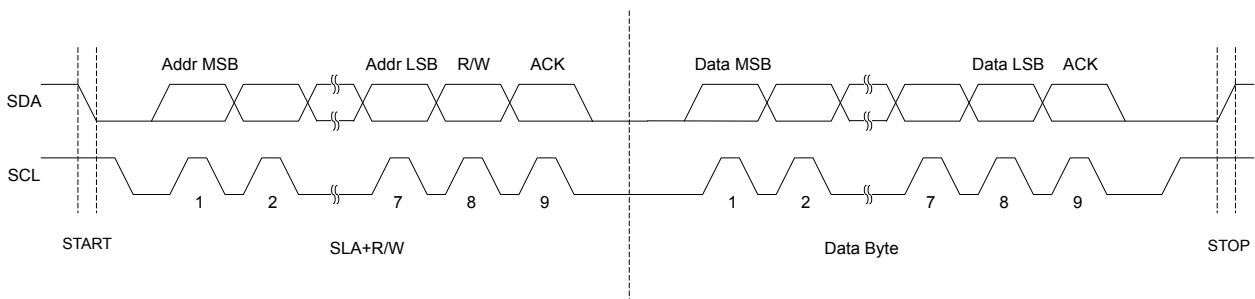 Addr MSB Addr LSB R/W ACK Data MSB Data LSB ACK
SDA
SCL
1 2 7 8 9 1 2 7 8 9
START SLA+R/W Data Byte STOP